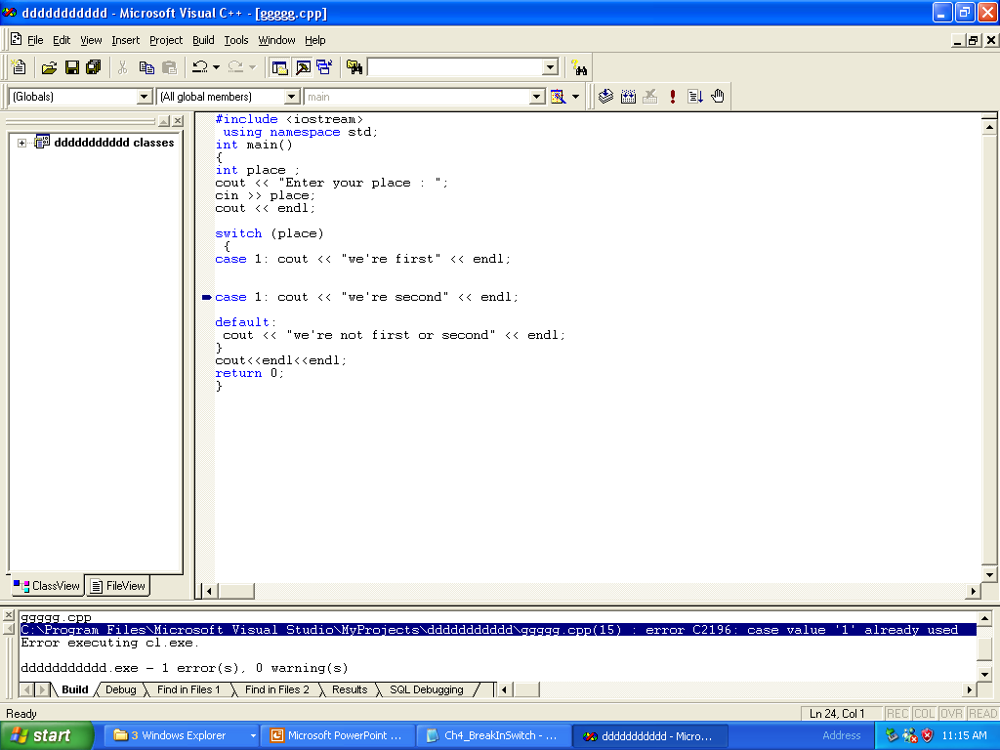 ddddddddddd - Microsoft Visual C++ - [ggggg.cpp]
File Edit View Insert Project Build Tools Window Help
(Globals) (All global members) main
ddddddddddd classes
#include <iostream>
using namespace std;
int main()
{
int place ;
cout << "Enter your place : ";
cin >> place;
cout << endl;
switch (place)
{
case 1: cout << "we're first" << endl;
case 1: cout << "we're second" << endl;
default:
cout << "we're not first or second" << endl;
}
cout<<endl<<endl;
return 0;
}
ClassView FileView
ggggg.cpp
C:\Program Files\Microsoft Visual Studio\MyProjects\ddddddddddd\ggggg.cpp(15) : error C2196: case value '1' already used
Error executing cl.exe.
ddddddddddd.exe - 1 error(s), 0 warning(s)
Build Debug Find in Files 1 Find in Files 2 Results SQL Debugging
Ready Ln 24, Col 1 REC COL OVR READ
start 3 Windows Explorer Microsoft PowerPoint ... Ch4_BreakInSwitch - ... ddddddddddd - Micro... Address 11:15 AM